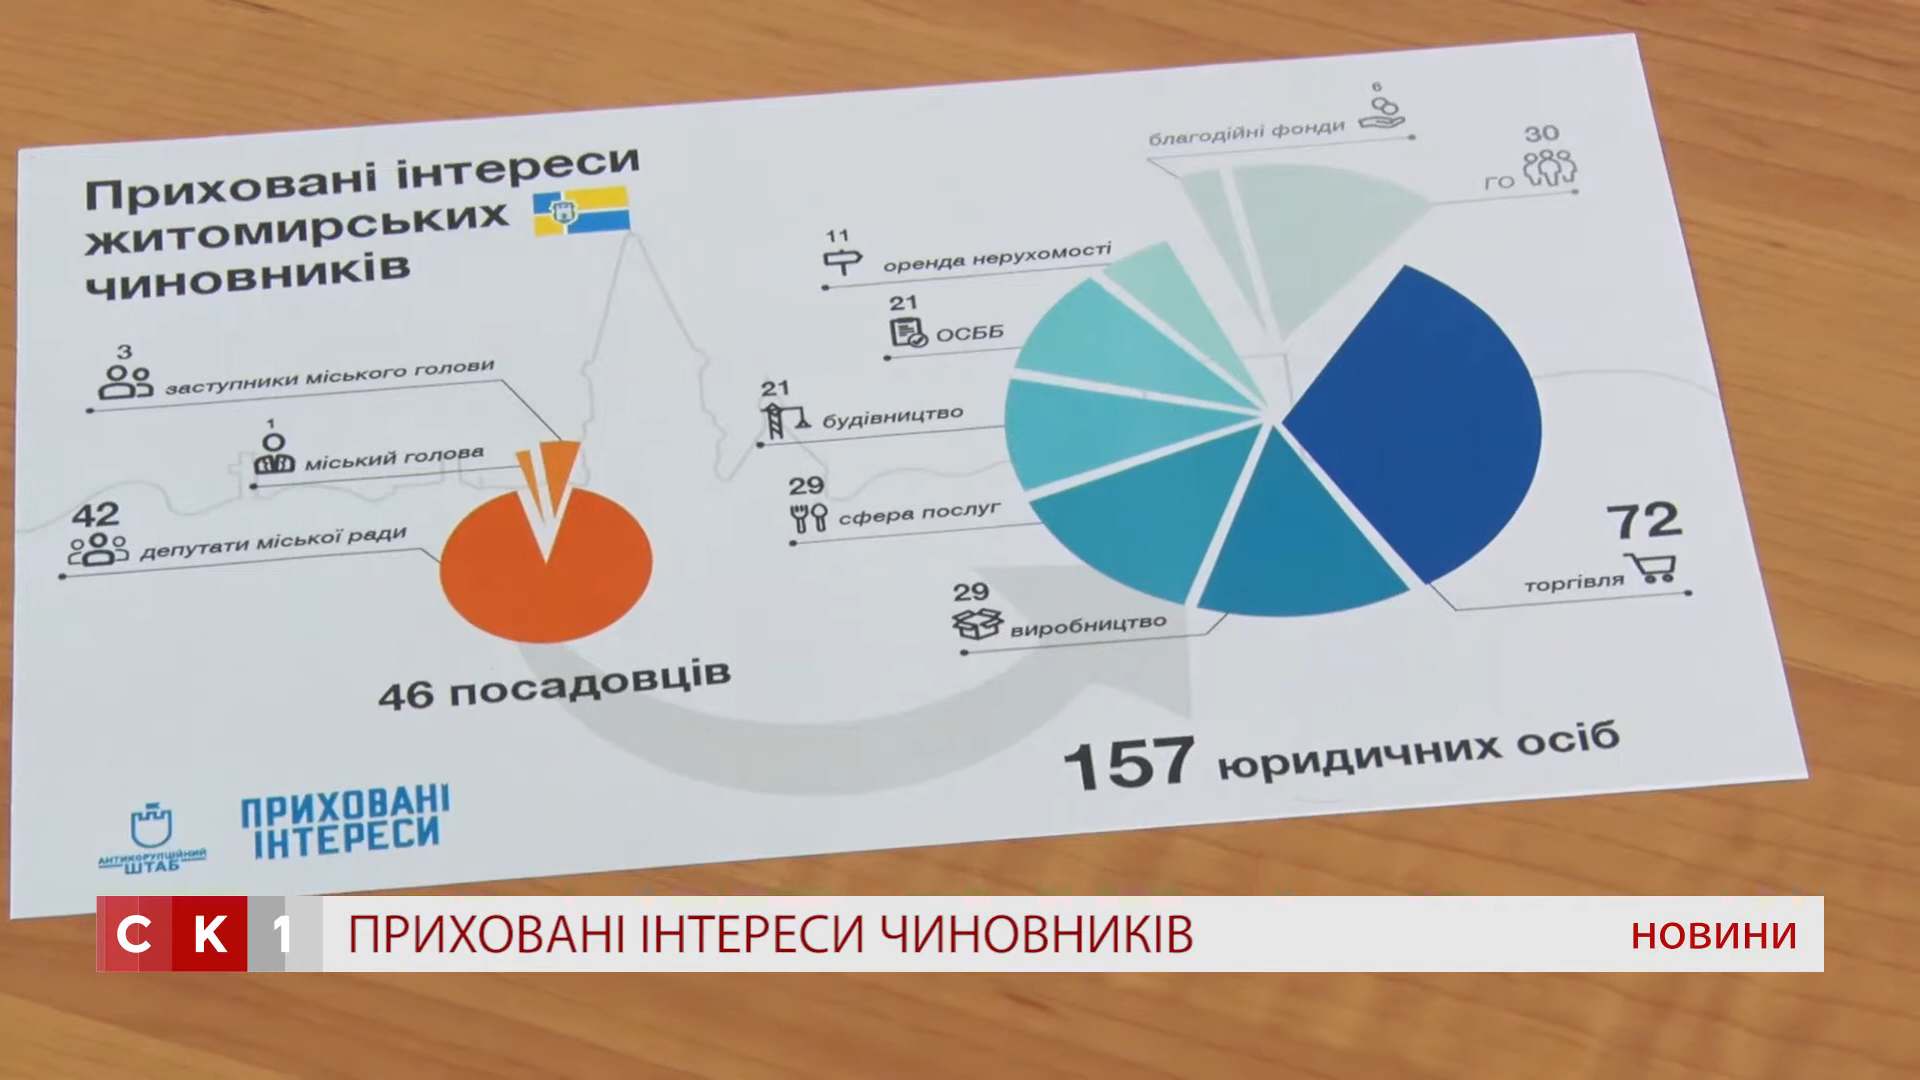 Приховані інтереси
житомирських
чиновників
3
заступники міського голови
1
міський голова
42
депутати міської ради
46 посадовців
6
благодійні фонди
30
ГО
11
оренда нерухомості
21
ОСББ
21
будівництво
29
сфера послуг
29
виробництво
72
торгівля
157 юридичних осіб
АНТИКОРУПЦІЙНИЙ
ШТАБ
ПРИХОВАНІ
ІНТЕРЕСИ
СК1
ПРИХОВАНІ ІНТЕРЕСИ ЧИНОВНИКІВ
НОВИНИ